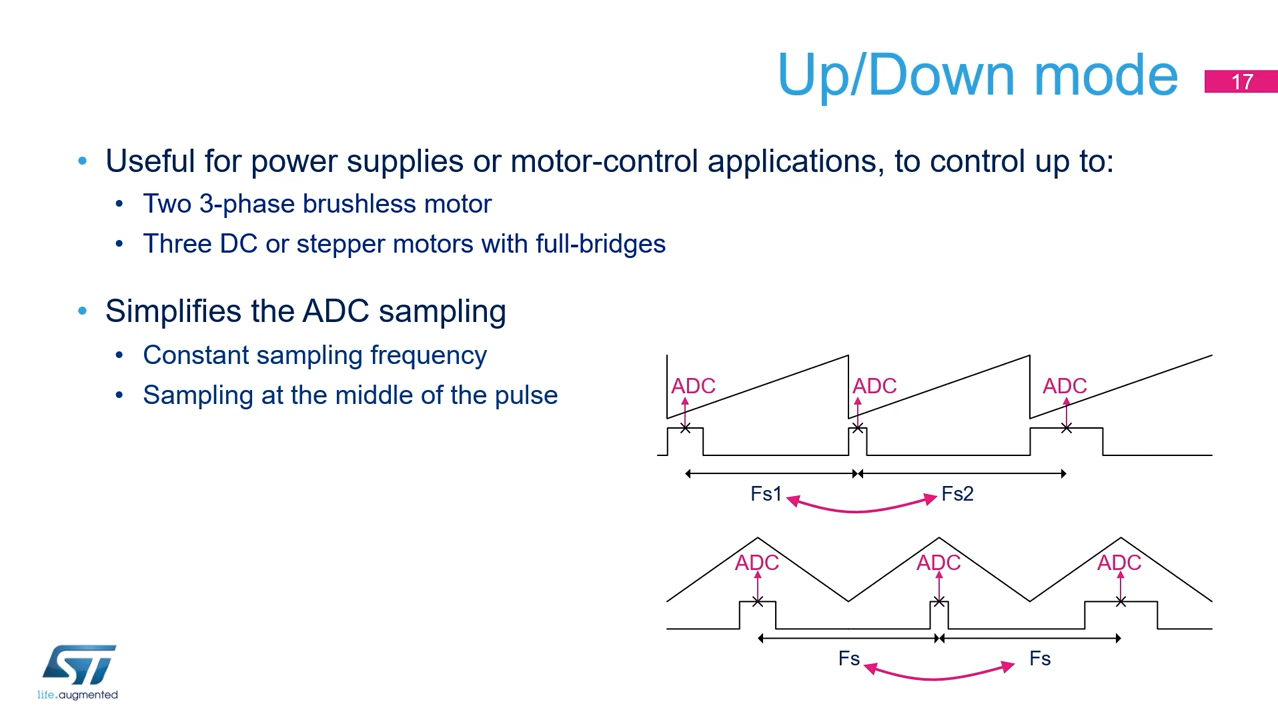 Up/Down mode
17
• Useful for power supplies or motor-control applications, to control up to:
• Two 3-phase brushless motor
• Three DC or stepper motors with full-bridges
• Simplifies the ADC sampling
• Constant sampling frequency
• Sampling at the middle of the pulse
ADC ADC ADC
Fs1 Fs2
ADC ADC ADC
Fs Fs
ST
life.augmented